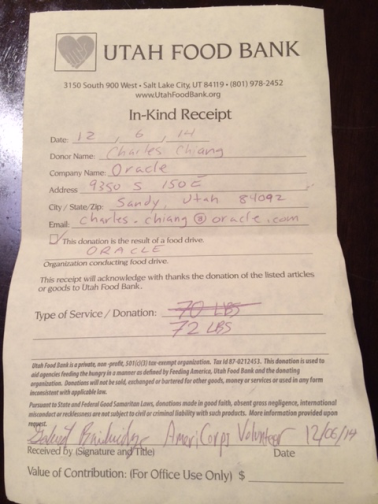 UTAH FOOD BANK
3150 South 900 West • Salt Lake City, UT 84119 • (801) 978-2452
www.UtahFoodBank.org
In-Kind Receipt
Date: 12 , 6 , 14
Donor Name: Charles Chiang
Company Name: Oracle
Address 9350 S 150 E
City / State/Zip: Sandy, Utah 84092
Email: charles.chiang@oracle.com
This donation is the result of a food drive.
ORACLE
Organization conducting food drive.
This receipt will acknowledge with thanks the donation of the listed articles
or goods to Utah Food Bank.
Type of Service / Donation: 70 LBS
72 LBS
Utah Food Bank is a private, non-profit, 501(c)(3) tax-exempt organization. Tax id 87-0212453. This donation is used to
aid agencies feeding the hungry in a manner as defined by Feeding America, Utah Food Bank and the donating
organization. Donations will not be sold, exchanged or bartered for other goods, money or services or used in any form
inconsistent with applicable law.
Pursuant to State and Federal Good Samaritan Laws, donations made in good faith, absent gross negligence, intentional
misconduct or recklessness are not subject to civil or criminal liability with such products. More information provided upon
request.
AmeriCorps Volunteer 12/06/14
Received by (Signature and Title) Date
Value of Contribution: (For Office Use Only) $